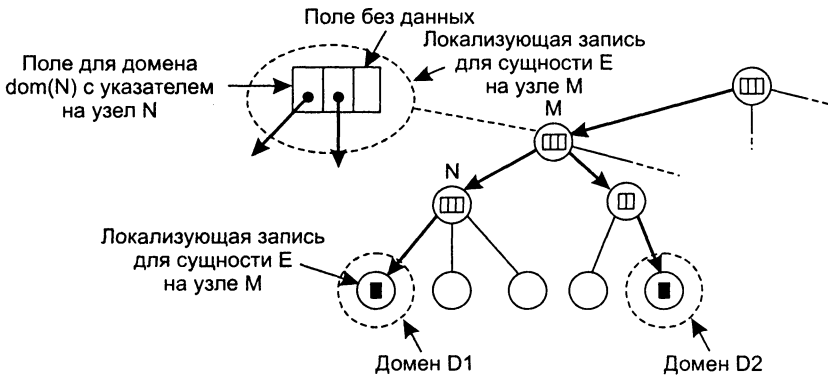 Поле без данных
Поле для домена
dom(N) с указателем
на узел N
Локализующая запись
для сущности E
на узле M
M
N
Локализующая запись
для сущности E
на узле M
Домен D1
Домен D2